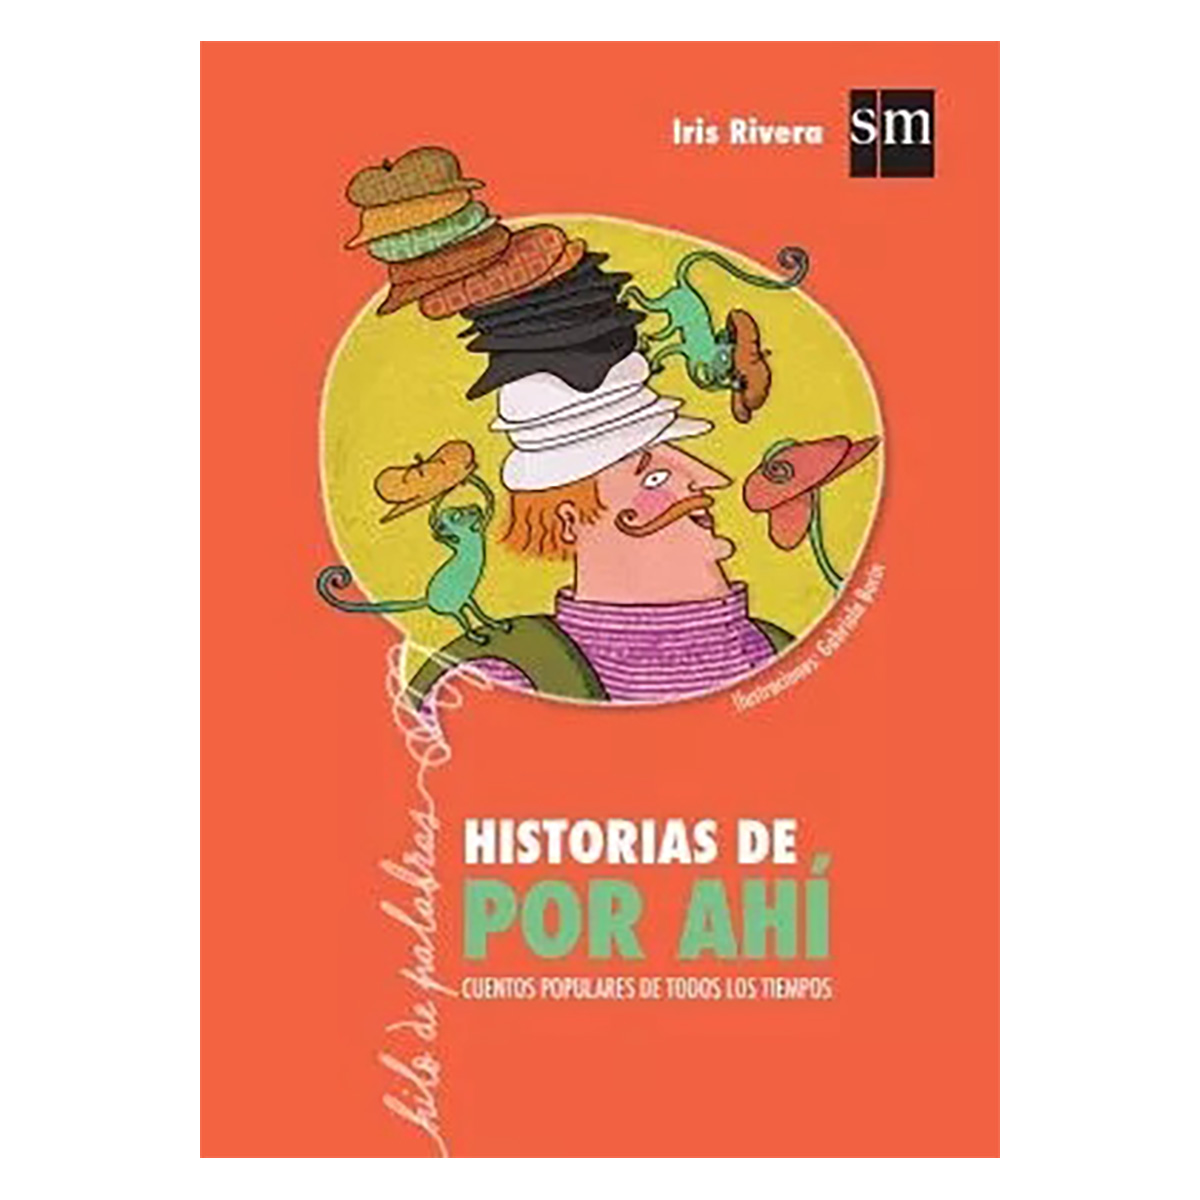 Iris Rivera
sm
Ilustraciones: Gabriela Burin
HISTORIAS DE
POR AHÍ
CUENTOS POPULARES DE TODOS LOS TIEMPOS
hilo de palabras